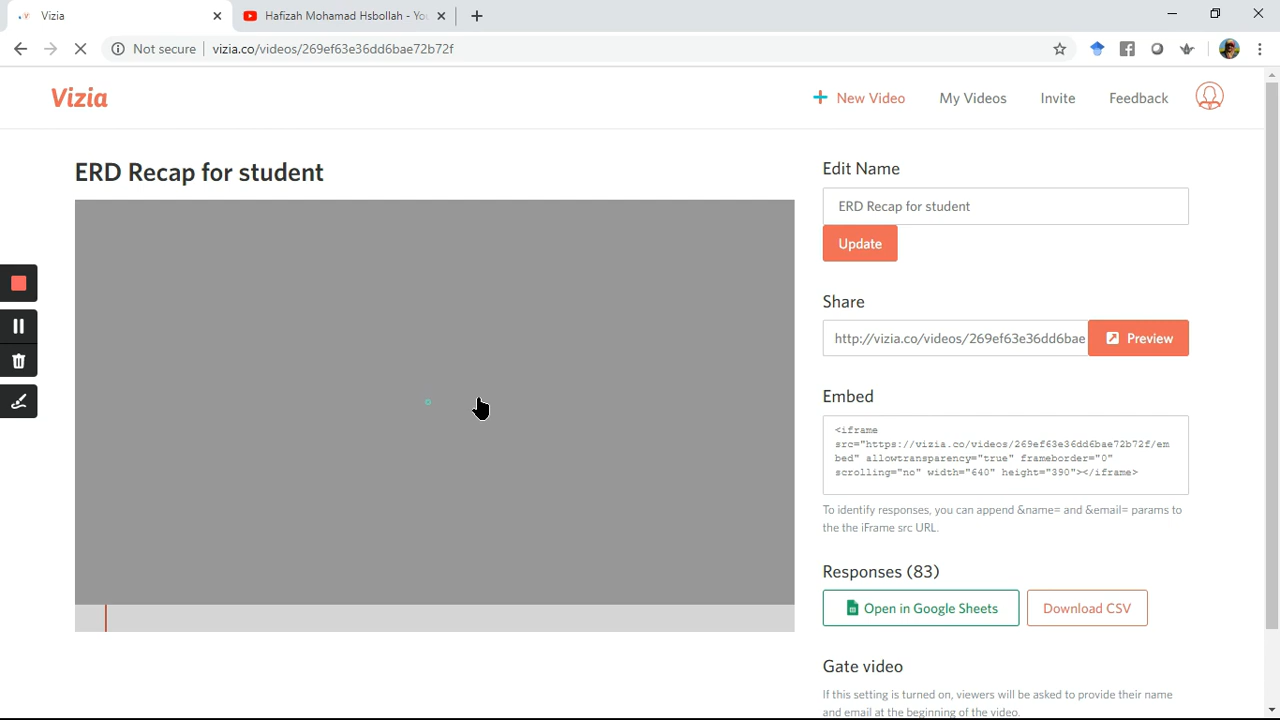 Vizia
Hafizah Mohamad Hsbollah - Yo
Not secure
vizia.co/videos/269ef63e36dd6bae72b72f
Vizia
New Video
My Videos
Invite
Feedback
ERD Recap for student
Edit Name
ERD Recap for student
Update
Share
http://vizia.co/videos/269ef63e36dd6bae
Preview
Embed
<iframe
src="https://vizia.co/videos/269ef63e36dd6bae72b72f/em
bed" allowtransparency="true" frameborder="0"
scrolling="no" width="640" height="390"></iframe>
To identify responses, you can append &name= and &email= params to
the the iFrame src URL.
Responses (83)
Open in Google Sheets
Download CSV
Gate video
If this setting is turned on, viewers will be asked to provide their name
and email at the beginning of the video.